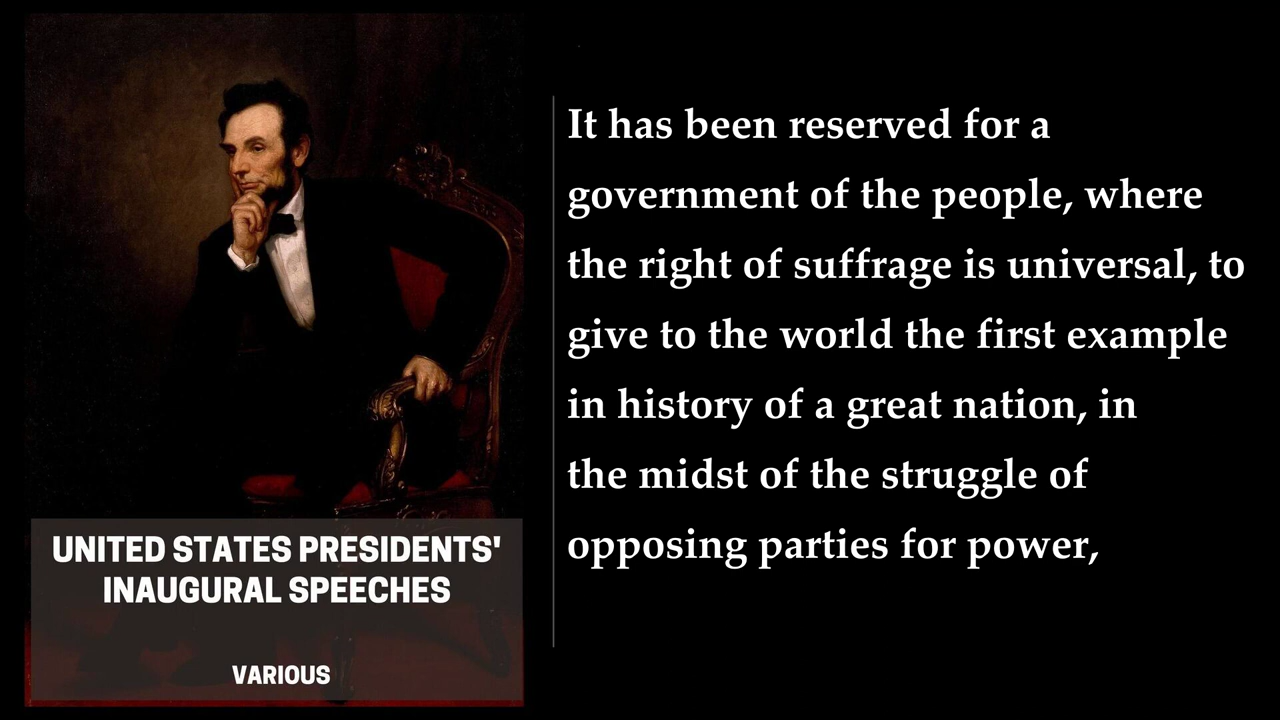 It has been reserved for a
government of the people, where
the right of suffrage is universal, to
give to the world the first example
in history of a great nation, in
the midst of the struggle of
opposing parties for power,
UNITED STATES PRESIDENTS'
INAUGURAL SPEECHES
VARIOUS